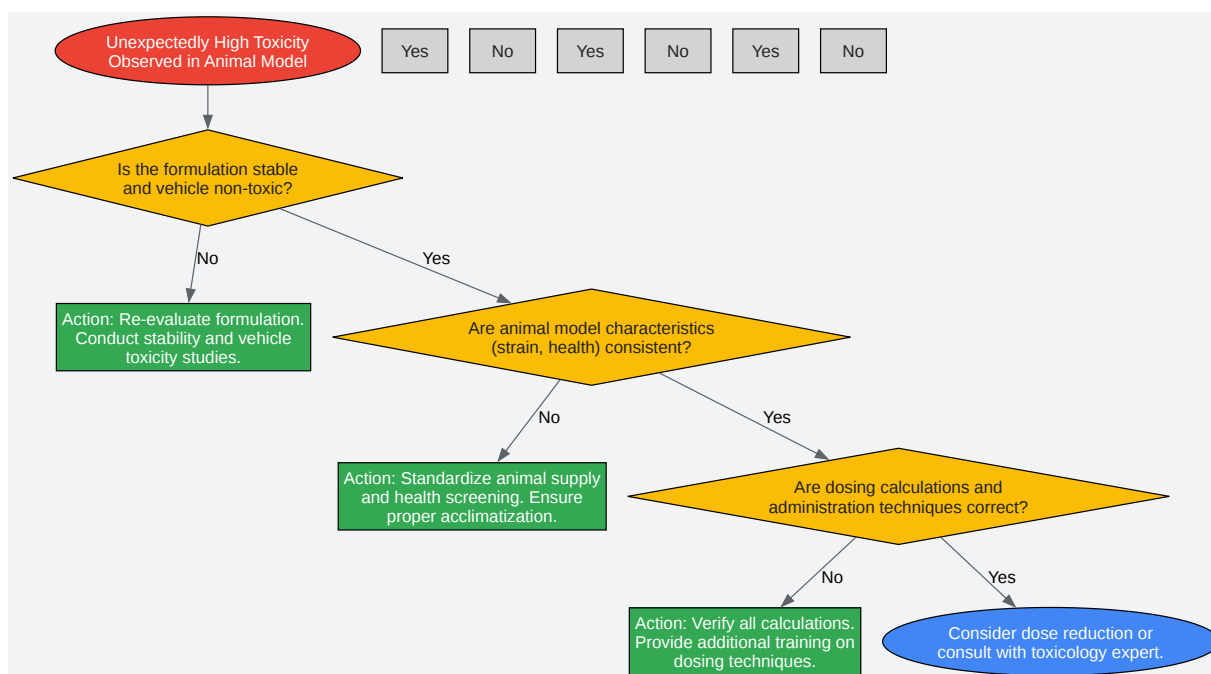 Unexpectedly High Toxicity
Observed in Animal Model
Yes
No
Yes
No
Yes
No
Is the formulation stable
and vehicle non-toxic?
No
Yes
Action: Re-evaluate formulation.
Conduct stability and vehicle
toxicity studies.
Are animal model characteristics
(strain, health) consistent?
No
Yes
Action: Standardize animal supply
and health screening. Ensure
proper acclimatization.
Are dosing calculations and
administration techniques correct?
No
Yes
Action: Verify all calculations.
Provide additional training on
dosing techniques.
Consider dose reduction or
consult with toxicology expert.